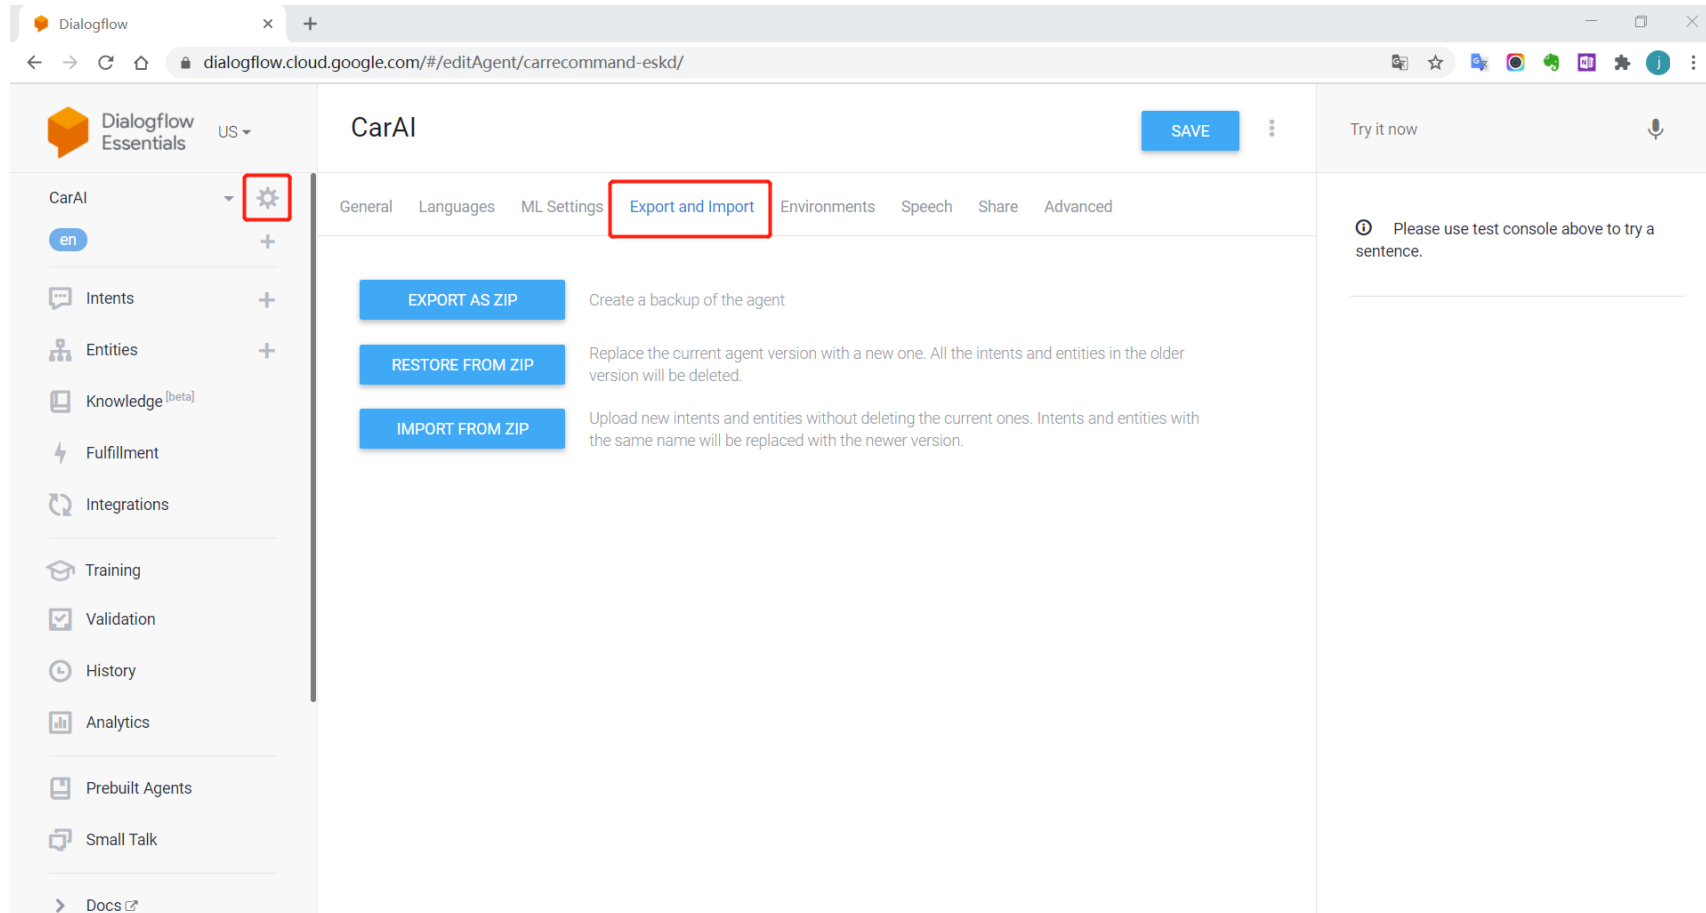 Dialogflow
dialogflow.cloud.google.com/#/editAgent/carrecommand-eskd/
j
Dialogflow
Essentials
US
CarAI
en
Intents
Entities
Knowledge [beta]
Fulfillment
Integrations
Training
Validation
History
Analytics
Prebuilt Agents
Small Talk
Docs
CarAI
SAVE
General Languages ML Settings Export and Import Environments Speech Share Advanced
EXPORT AS ZIP
Create a backup of the agent
RESTORE FROM ZIP
Replace the current agent version with a new one. All the intents and entities in the older
version will be deleted.
IMPORT FROM ZIP
Upload new intents and entities without deleting the current ones. Intents and entities with
the same name will be replaced with the newer version.
Try it now
Please use test console above to try a
sentence.